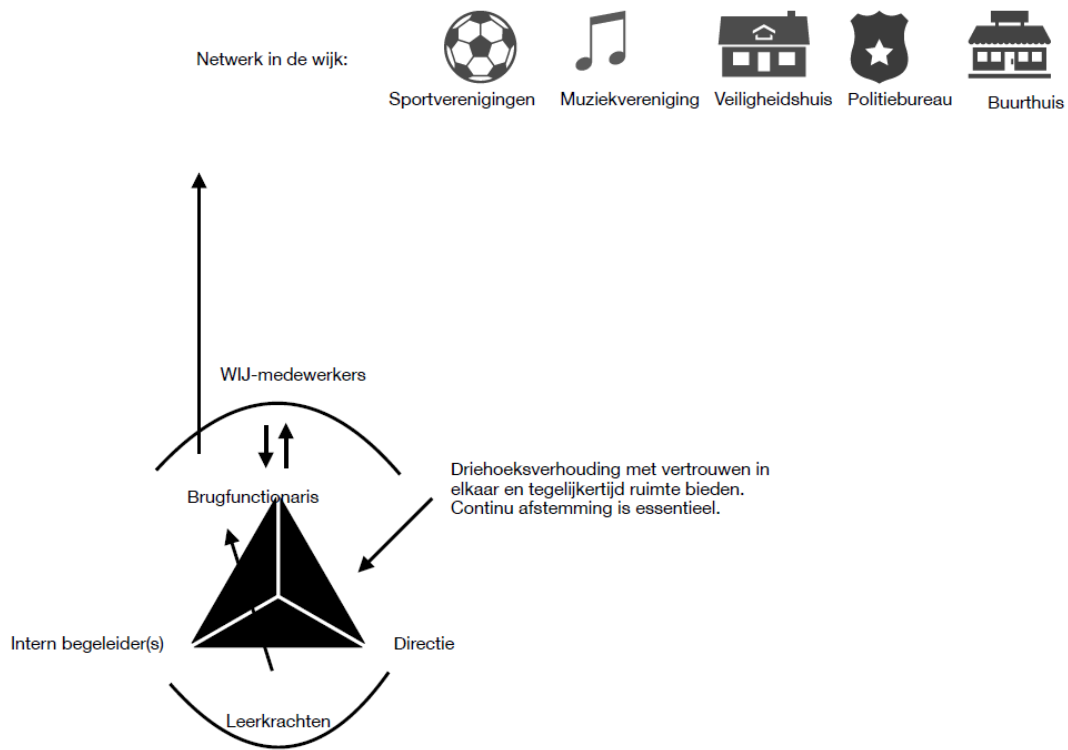 Netwerk in de wijk:
Sportverenigingen
Muziekvereniging
Veiligheidshuis
Politiebureau
Buurthuis
WIJ-medewerkers
Driehoeksverhouding met vertrouwen in
elkaar en tegelijkertijd ruimte bieden.
Continu afstemming is essentieel.
Brugfunctionaris
Intern begeleider(s)
Directie
Leerkrachten